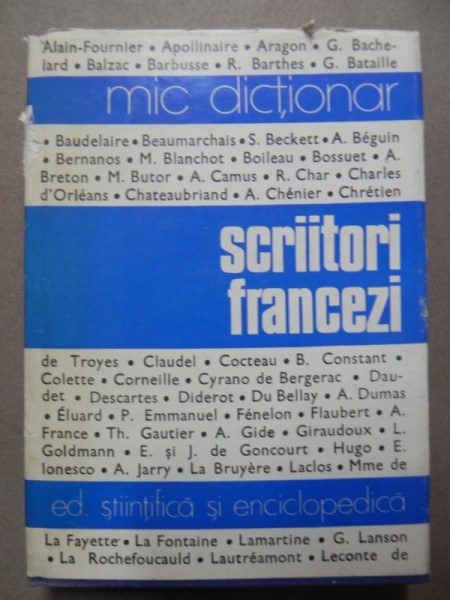 Alain-Fournier • Apollinaire • Aragon • G. Bache-
lard • Balzac • Barbusse • R. Barthes • G. Bataille
mic dicționar
• Baudelaire • Beaumarchais • S. Beckett • A. Béguin
• Bernanos • M. Blanchot • Boileau • Bossuet • A.
Breton • M. Butor • A. Camus • R. Char • Charles
d'Orléans • Chateaubriand • A. Chénier • Chrétien
scriitori
francezi
de Troyes • Claudel • Cocteau • B. Constant •
Colette • Corneille • Cyrano de Bergerac • Dau-
det • Descartes • Diderot • Du Bellay • A. Dumas
• Éluard • P. Emmanuel • Fénelon • Flaubert • A.
France • Th. Gautier • A. Gide • Giraudoux • L.
Goldmann • E. și J. de Goncourt • Hugo • E.
Ionesco • A. Jarry • La Bruyère • Laclos • Mme de
ed. științifică și enciclopedică
La Fayette • La Fontaine • Lamartine • G. Lanson
• La Rochefoucauld • Lautréamont • Leconte de